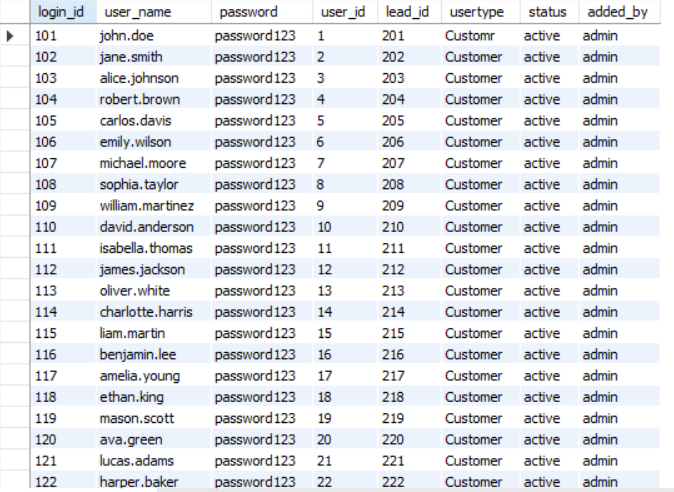 login_id user_name password user_id lead_id usertype status added_by
101 john.doe password123 1 201 Customr active admin
102 jane.smith password123 2 202 Customer active admin
103 alice.johnson password123 3 203 Customer active admin
104 robert.brown password123 4 204 Customer active admin
105 carlos.davis password123 5 205 Customer active admin
106 emily.wilson password123 6 206 Customer active admin
107 michael.moore password123 7 207 Customer active admin
108 sophia.taylor password123 8 208 Customer active admin
109 william.martinez password123 9 209 Customer active admin
110 david.anderson password123 10 210 Customer active admin
111 isabella.thomas password123 11 211 Customer active admin
112 james.jackson password123 12 212 Customer active admin
113 oliver.white password123 13 213 Customer active admin
114 charlotte.harris password123 14 214 Customer active admin
115 liam.martin password123 15 215 Customer active admin
116 benjamin.lee password123 16 216 Customer active admin
117 amelia.young password123 17 217 Customer active admin
118 ethan.king password123 18 218 Customer active admin
119 mason.scott password123 19 219 Customer active admin
120 ava.green password123 20 220 Customer active admin
121 lucas.adams password123 21 221 Customer active admin
122 harper.baker password123 22 222 Customer active admin